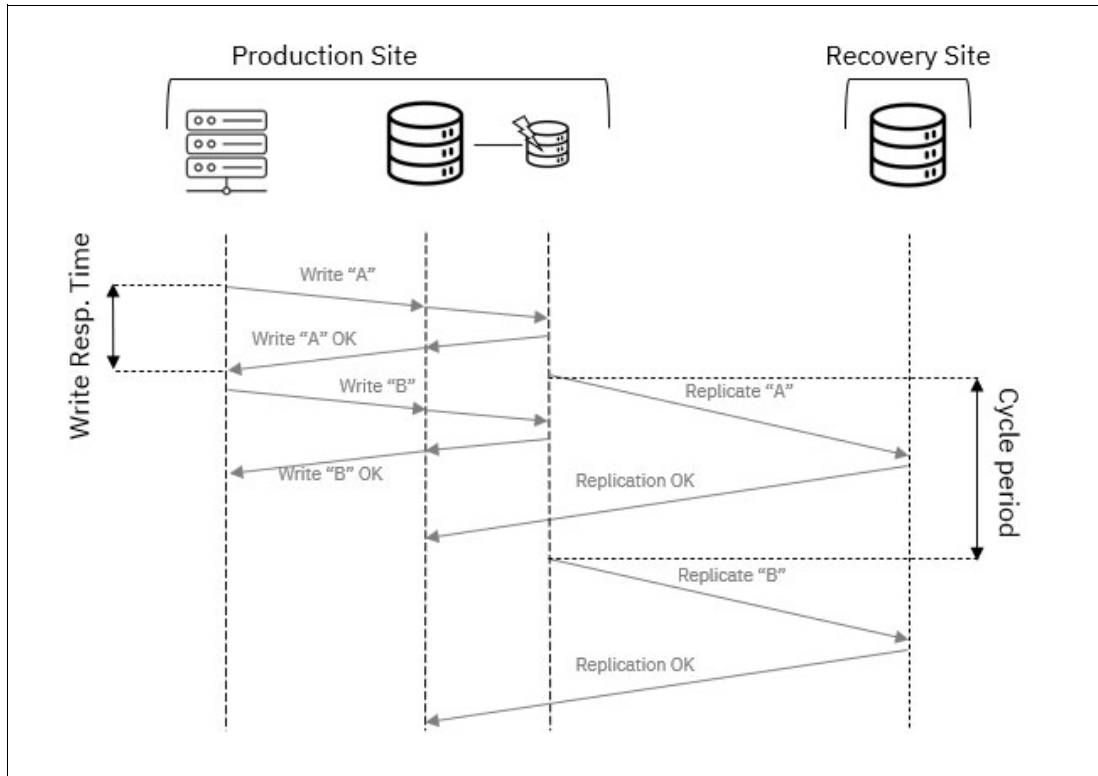 Production Site
Recovery Site
Write Resp. Time
Write “A”
Write “A” OK
Write “B”
Replicate “A”
Cycle period
Write “B” OK
Replication OK
Replicate “B”
Replication OK